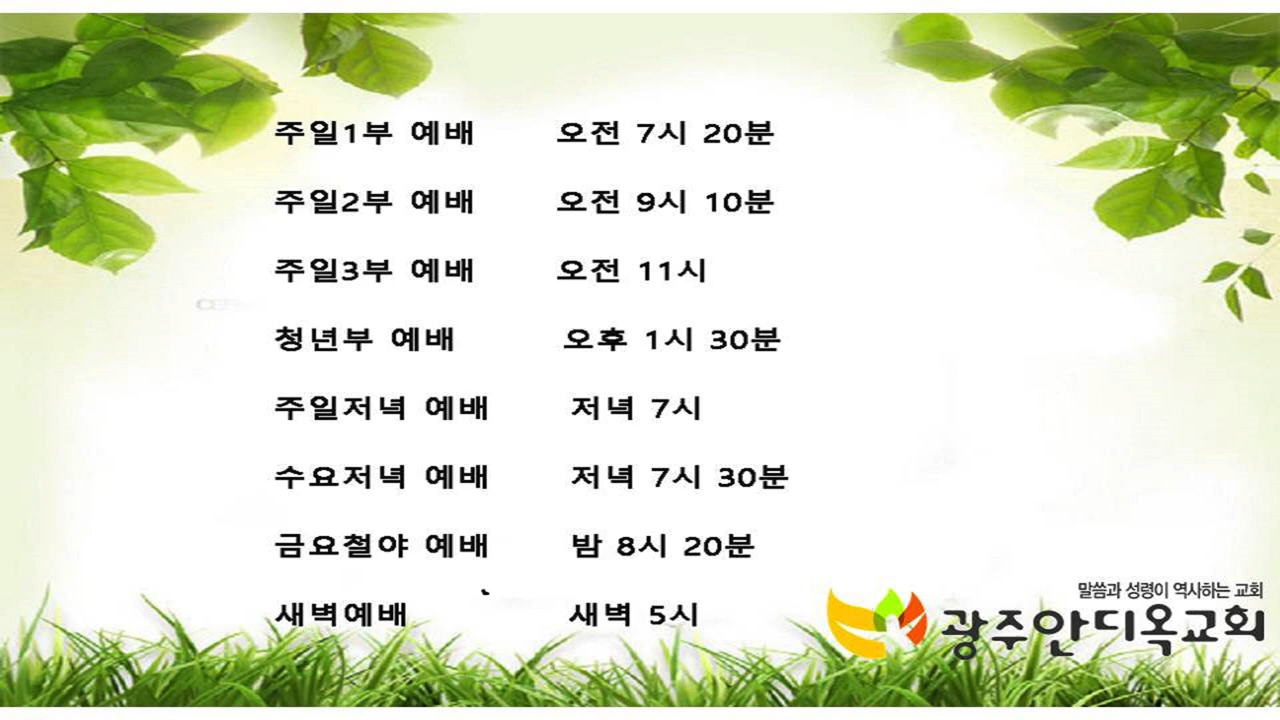 주일1부 예배 오전 7시 20분
주일2부 예배 오전 9시 10분
주일3부 예배 오전 11시
청년부 예배 오후 1시 30분
주일저녁 예배 저녁 7시
수요저녁 예배 저녁 7시 30분
금요철야 예배 밤 8시 20분
새벽예배 새벽 5시
말씀과 성령이 역사하는 교회
광주안디옥교회